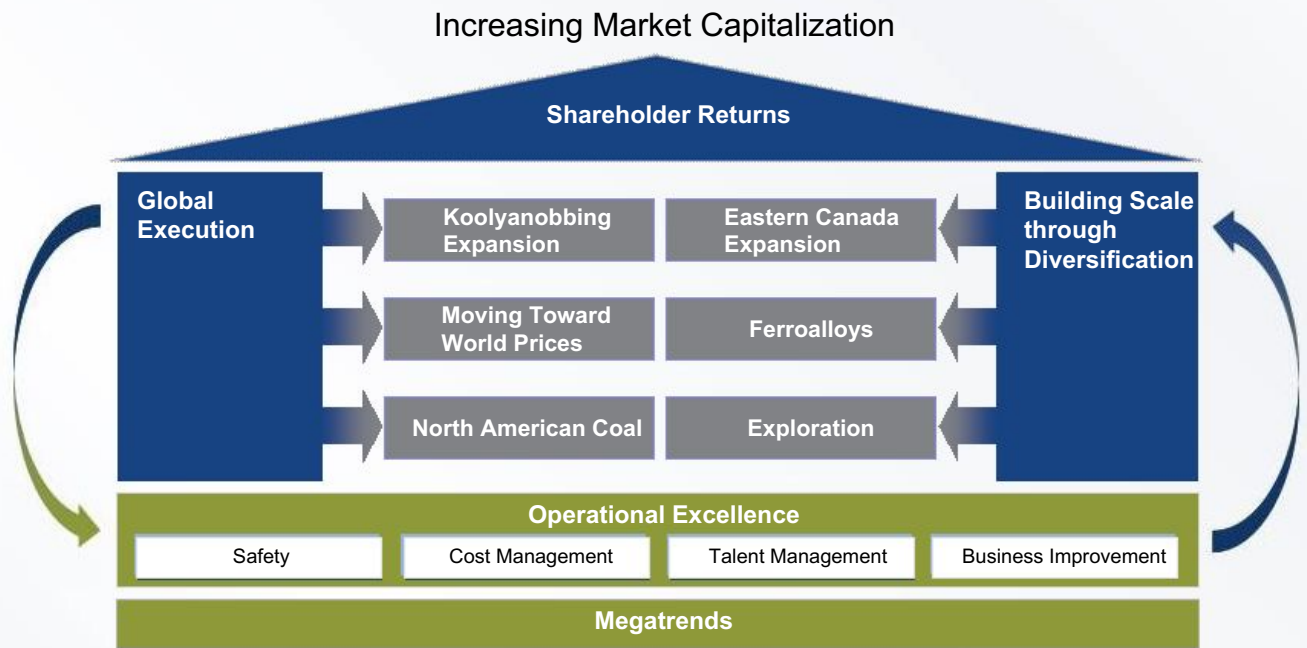 Increasing Market Capitalization
Shareholder Returns
Global
Execution
Koolyanobbing
Expansion
Eastern Canada
Expansion
Building Scale
through
Diversification
Moving Toward
World Prices
Ferroalloys
North American Coal
Exploration
Operational Excellence
Safety
Cost Management
Talent Management
Business Improvement
Megatrends